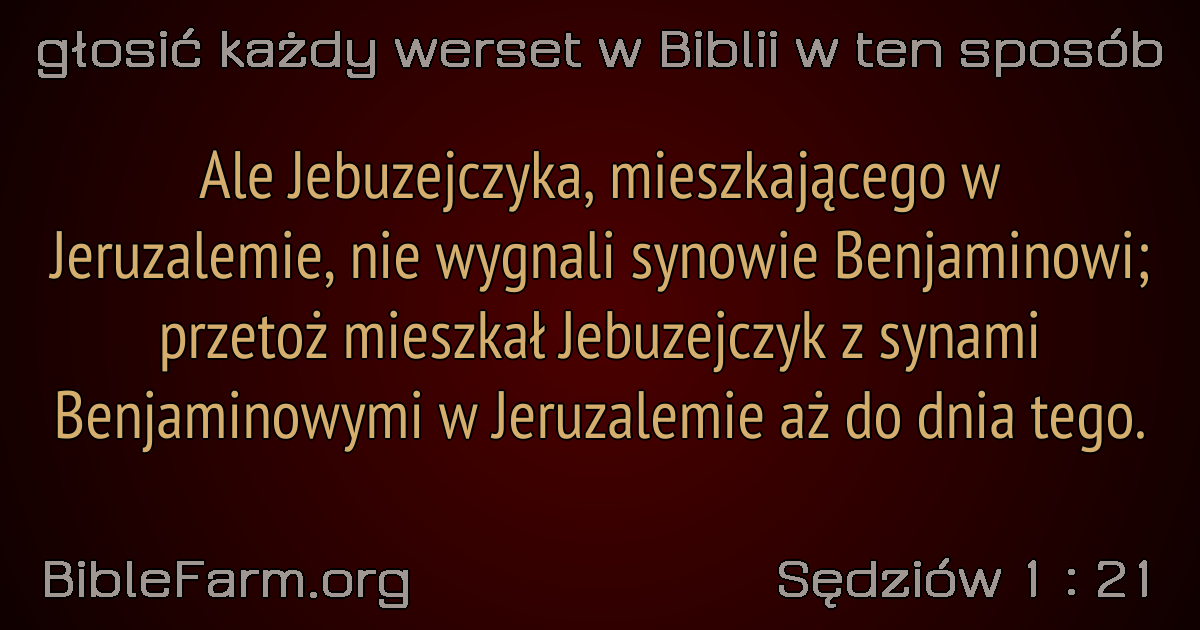 głosić każdy werset w Biblii w ten sposób
Ale Jebuzejczyka, mieszkającego w
Jeruzalemie, nie wygnali synowie Benjaminowi;
przetoż mieszkał Jebuzejczyk z synami
Benjaminowymi w Jeruzalemie aż do dnia tego.
BibleFarm.org
Sędziów 1 : 21